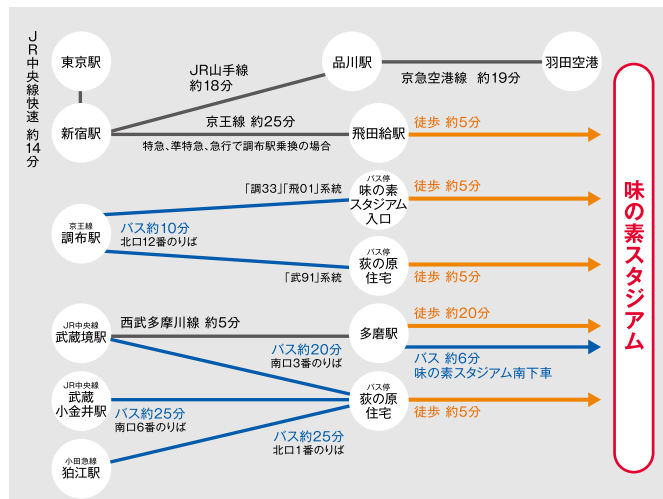 JR中央線快速 約14分
東京駅
新宿駅
JR山手線
約18分
品川駅
京急空港線 約19分
羽田空港
京王線 約25分
特急、準特急、急行で調布駅乗換の場合
飛田給駅
徒歩 約5分
「調33」「飛01」系統
バス停
味の素
スタジアム
入口
徒歩 約5分
京王線
調布駅
バス約10分
北口12番のりば
「武91」系統
バス停
荻の原
住宅
徒歩 約5分
JR中央線
武蔵境駅
西武多摩川線 約5分
多磨駅
徒歩 約20分
バス 約6分
味の素スタジアム南下車
バス約20分
南口3番のりば
JR中央線
武蔵
小金井駅
バス約25分
南口6番のりば
バス停
荻の原
住宅
徒歩 約5分
バス約25分
北口1番のりば
小田急線
狛江駅
味の素スタジアム